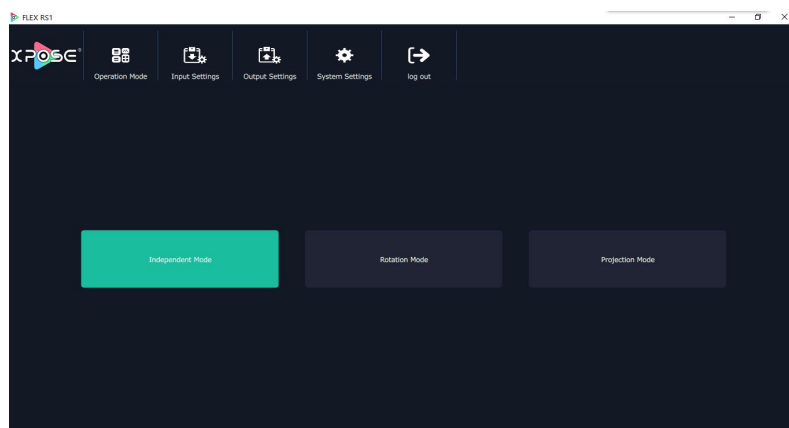 FLEX RS1
XPOSE®
Operation Mode
Input Settings
Output Settings
System Settings
log out
Independent Mode
Rotation Mode
Projection Mode